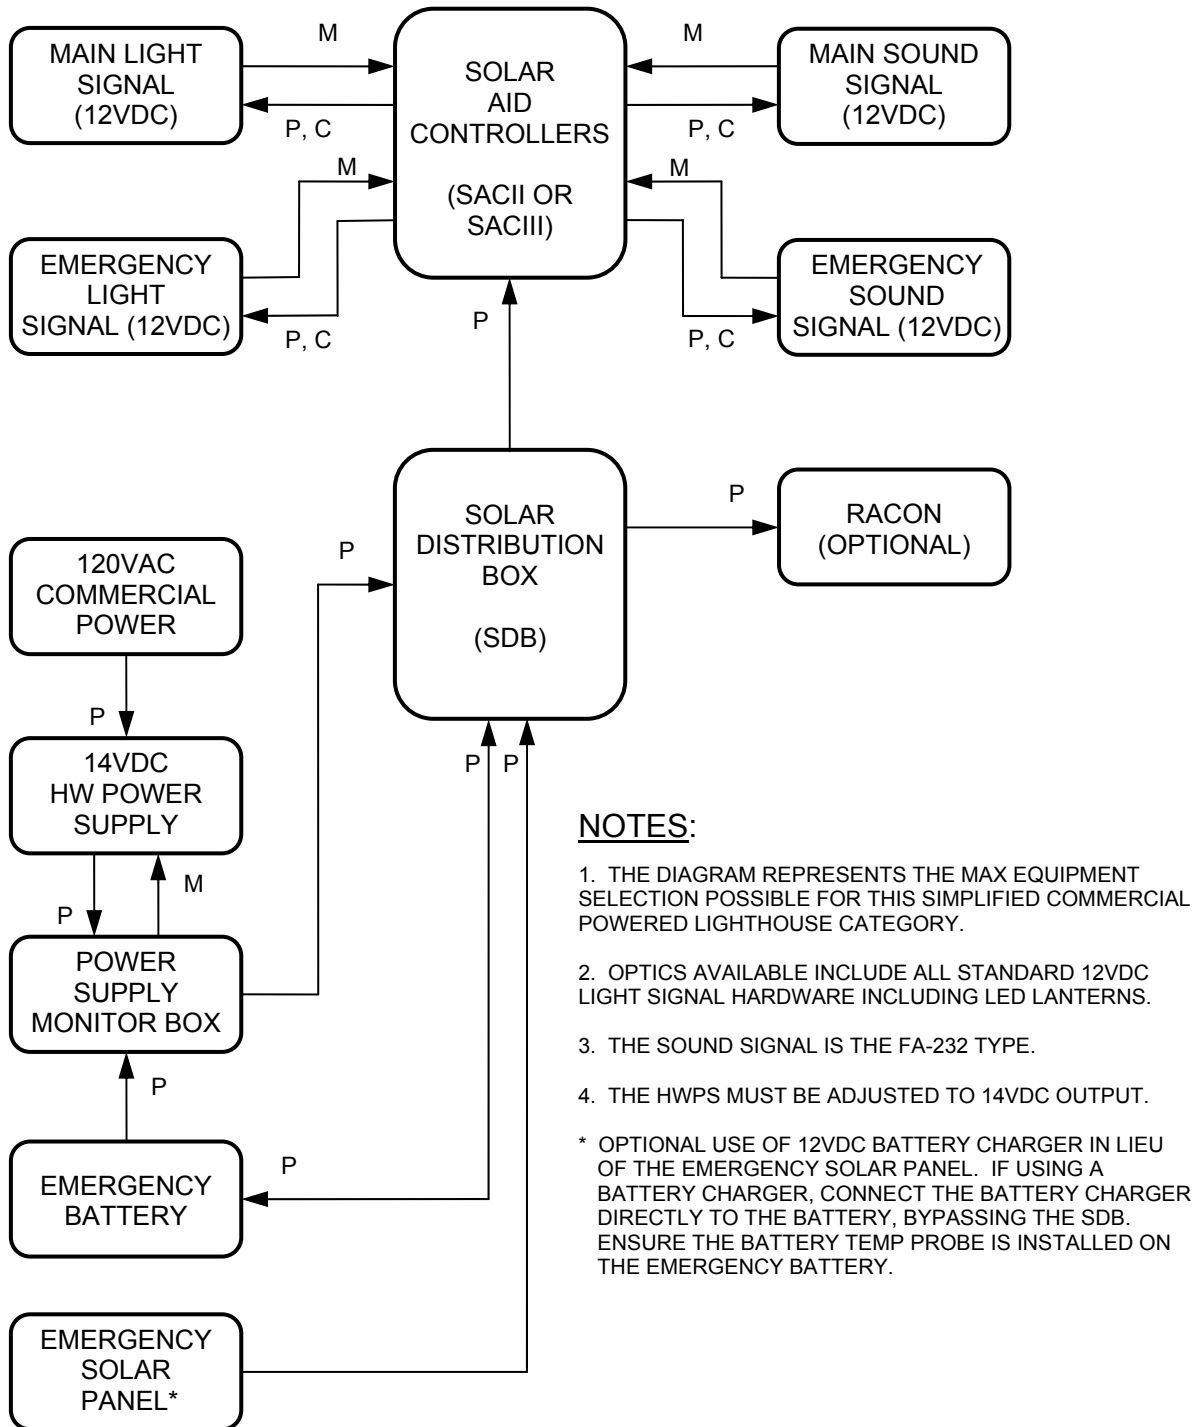 MAIN LIGHT
SIGNAL
(12VDC)
M
P, C
SOLAR
AID
CONTROLLERS
(SACII OR
SACIII)
M
P, C
MAIN SOUND
SIGNAL
(12VDC)
EMERGENCY
LIGHT
SIGNAL (12VDC)
M
P, C
M
P, C
EMERGENCY
SOUND
SIGNAL (12VDC)
P
SOLAR
DISTRIBUTION
BOX
(SDB)
P
RACON
(OPTIONAL)
120VAC
COMMERCIAL
POWER
P
P
14VDC
HW POWER
SUPPLY
P
M
P
P
POWER
SUPPLY
MONITOR BOX
P
EMERGENCY
BATTERY
P
EMERGENCY
SOLAR
PANEL*
NOTES:
1. THE DIAGRAM REPRESENTS THE MAX EQUIPMENT
SELECTION POSSIBLE FOR THIS SIMPLIFIED COMMERCIAL
POWERED LIGHTHOUSE CATEGORY.
2. OPTICS AVAILABLE INCLUDE ALL STANDARD 12VDC
LIGHT SIGNAL HARDWARE INCLUDING LED LANTERNS.
3. THE SOUND SIGNAL IS THE FA-232 TYPE.
4. THE HWPS MUST BE ADJUSTED TO 14VDC OUTPUT.
* OPTIONAL USE OF 12VDC BATTERY CHARGER IN LIEU
OF THE EMERGENCY SOLAR PANEL. IF USING A
BATTERY CHARGER, CONNECT THE BATTERY CHARGER
DIRECTLY TO THE BATTERY, BYPASSING THE SDB.
ENSURE THE BATTERY TEMP PROBE IS INSTALLED ON
THE EMERGENCY BATTERY.